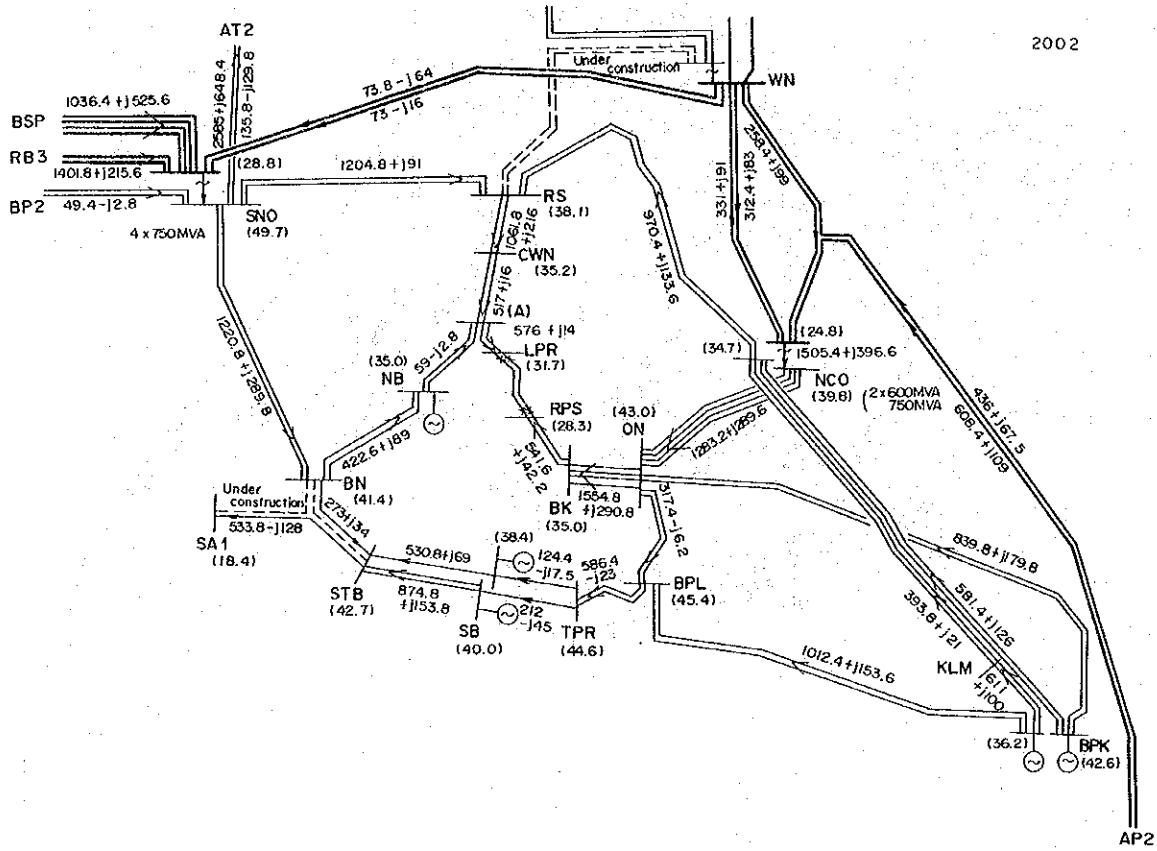 2002
AT2
Under
construction
WN
73.8 - j64
73 - j16
2585 + j648.4
135.8 - j129.8
1036.4 + j525.6
BSP
RB3
1401.8 + j215.6
(28.8)
BP2
49.4 - j2.8
1204.8 + j91
SNO
(49.7)
4 x 750MVA
RS
(38.1)
258.4 + j99
331 + j91
312.4 + j83
1061.8
+ j216
CWN
(35.2)
970.4 + j133.6
517 + j16
(A)
576 + j14
LPR
(31.7)
(24.8)
1505.4 + j396.6
(34.7)
NCO
(39.8)
(2 x 600MVA
750MVA
(35.0)
NB
59 - j2.8
1220.8 + j289.8
RPS
(28.3)
(43.0)
ON
1283.2 + j289.6
436 + j67.5
608.4 + j109
422.6 + j89
541.6
+ j42.2
BN
(41.4)
Under
construction
533.8 - j128
SA1
(18.4)
273 + j34
BK
(35.0)
1554.8
+ j290.8
317.4 - j6.2
839.8 + j179.8
530.8 + j69
(38.4)
124.4
- j17.5
586.4
- j23
BPL
(45.4)
STB
(42.7)
874.8
+ j153.8
SB
(40.0)
212
- j45
TPR
(44.6)
581.4 + j126
393.8 + j21
1012.4 + j153.6
KLM
611
+ j100
(36.2)
BPK
(42.6)
AP2